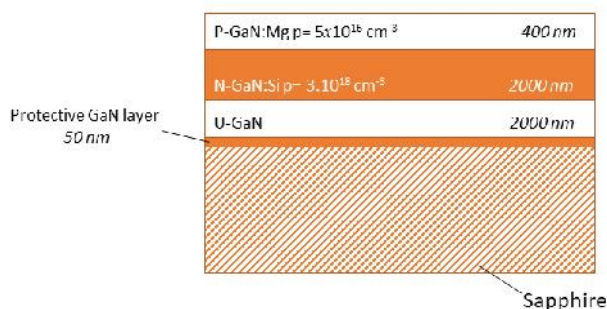 P-GaN:Mg p= 5x10¹⁶ cm⁻³ 400 nm
N-GaN:Si p= 3.10¹⁸ cm⁻³ 2000 nm
Protective GaN layer
50 nm
U-GaN 2000 nm
Sapphire